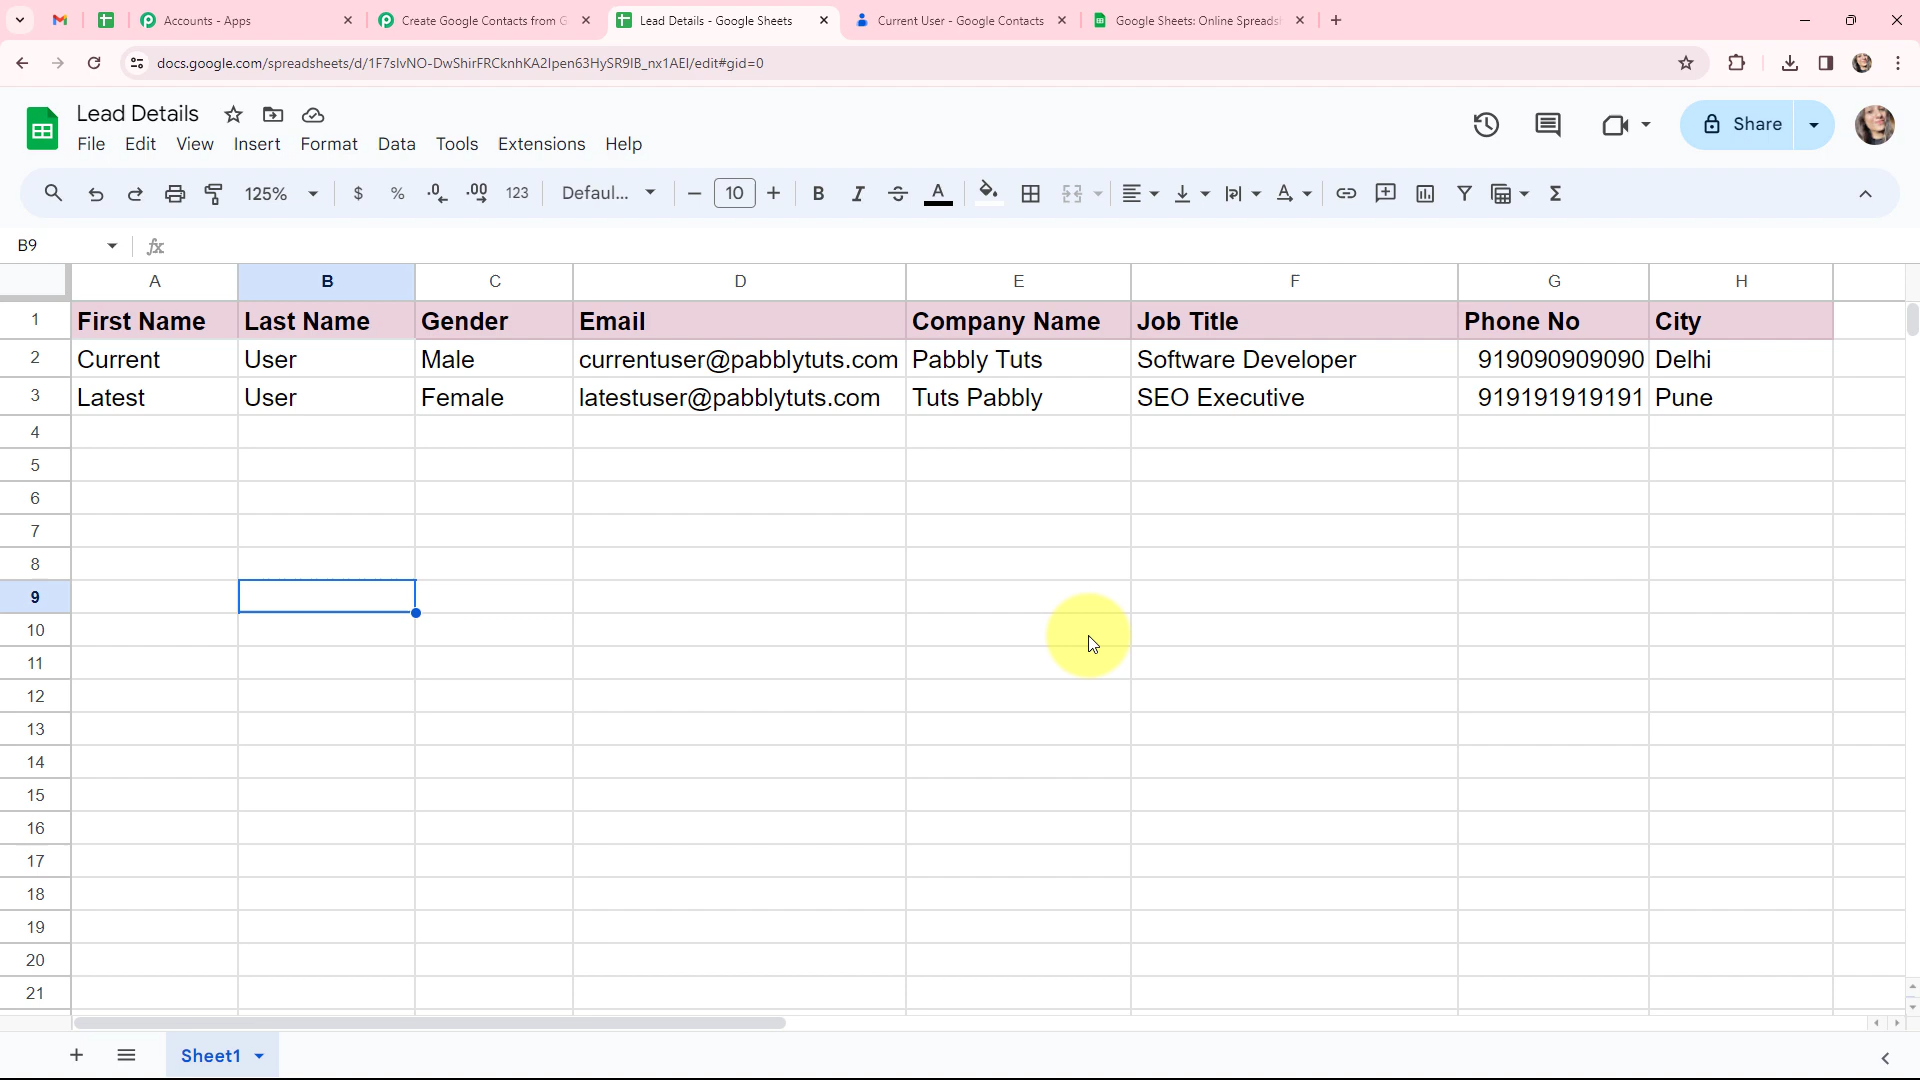 Accounts - Apps
Create Google Contacts from G
Lead Details - Google Sheets
Current User - Google Contacts
Google Sheets: Online Spreads
docs.google.com/spreadsheets/d/1F7slvNO-DwShirFRCknhKA2Ipen63HySR9IB_nx1AEI/edit#gid=0
Lead Details
File Edit View Insert Format Data Tools Extensions Help
Share
125% $ % .0 .00 123 Defaul... 10 B I S A A Σ
B9 fx
A B C D E F G H
1 First Name Last Name Gender Email Company Name Job Title Phone No City
2 Current User Male currentuser@pabblytuts.com Pabbly Tuts Software Developer 919090909090 Delhi
3 Latest User Female latestuser@pabblytuts.com Tuts Pabbly SEO Executive 919191919191 Pune
4
5
6
7
8
9
10
11
12
13
14
15
16
17
18
19
20
21
Sheet1